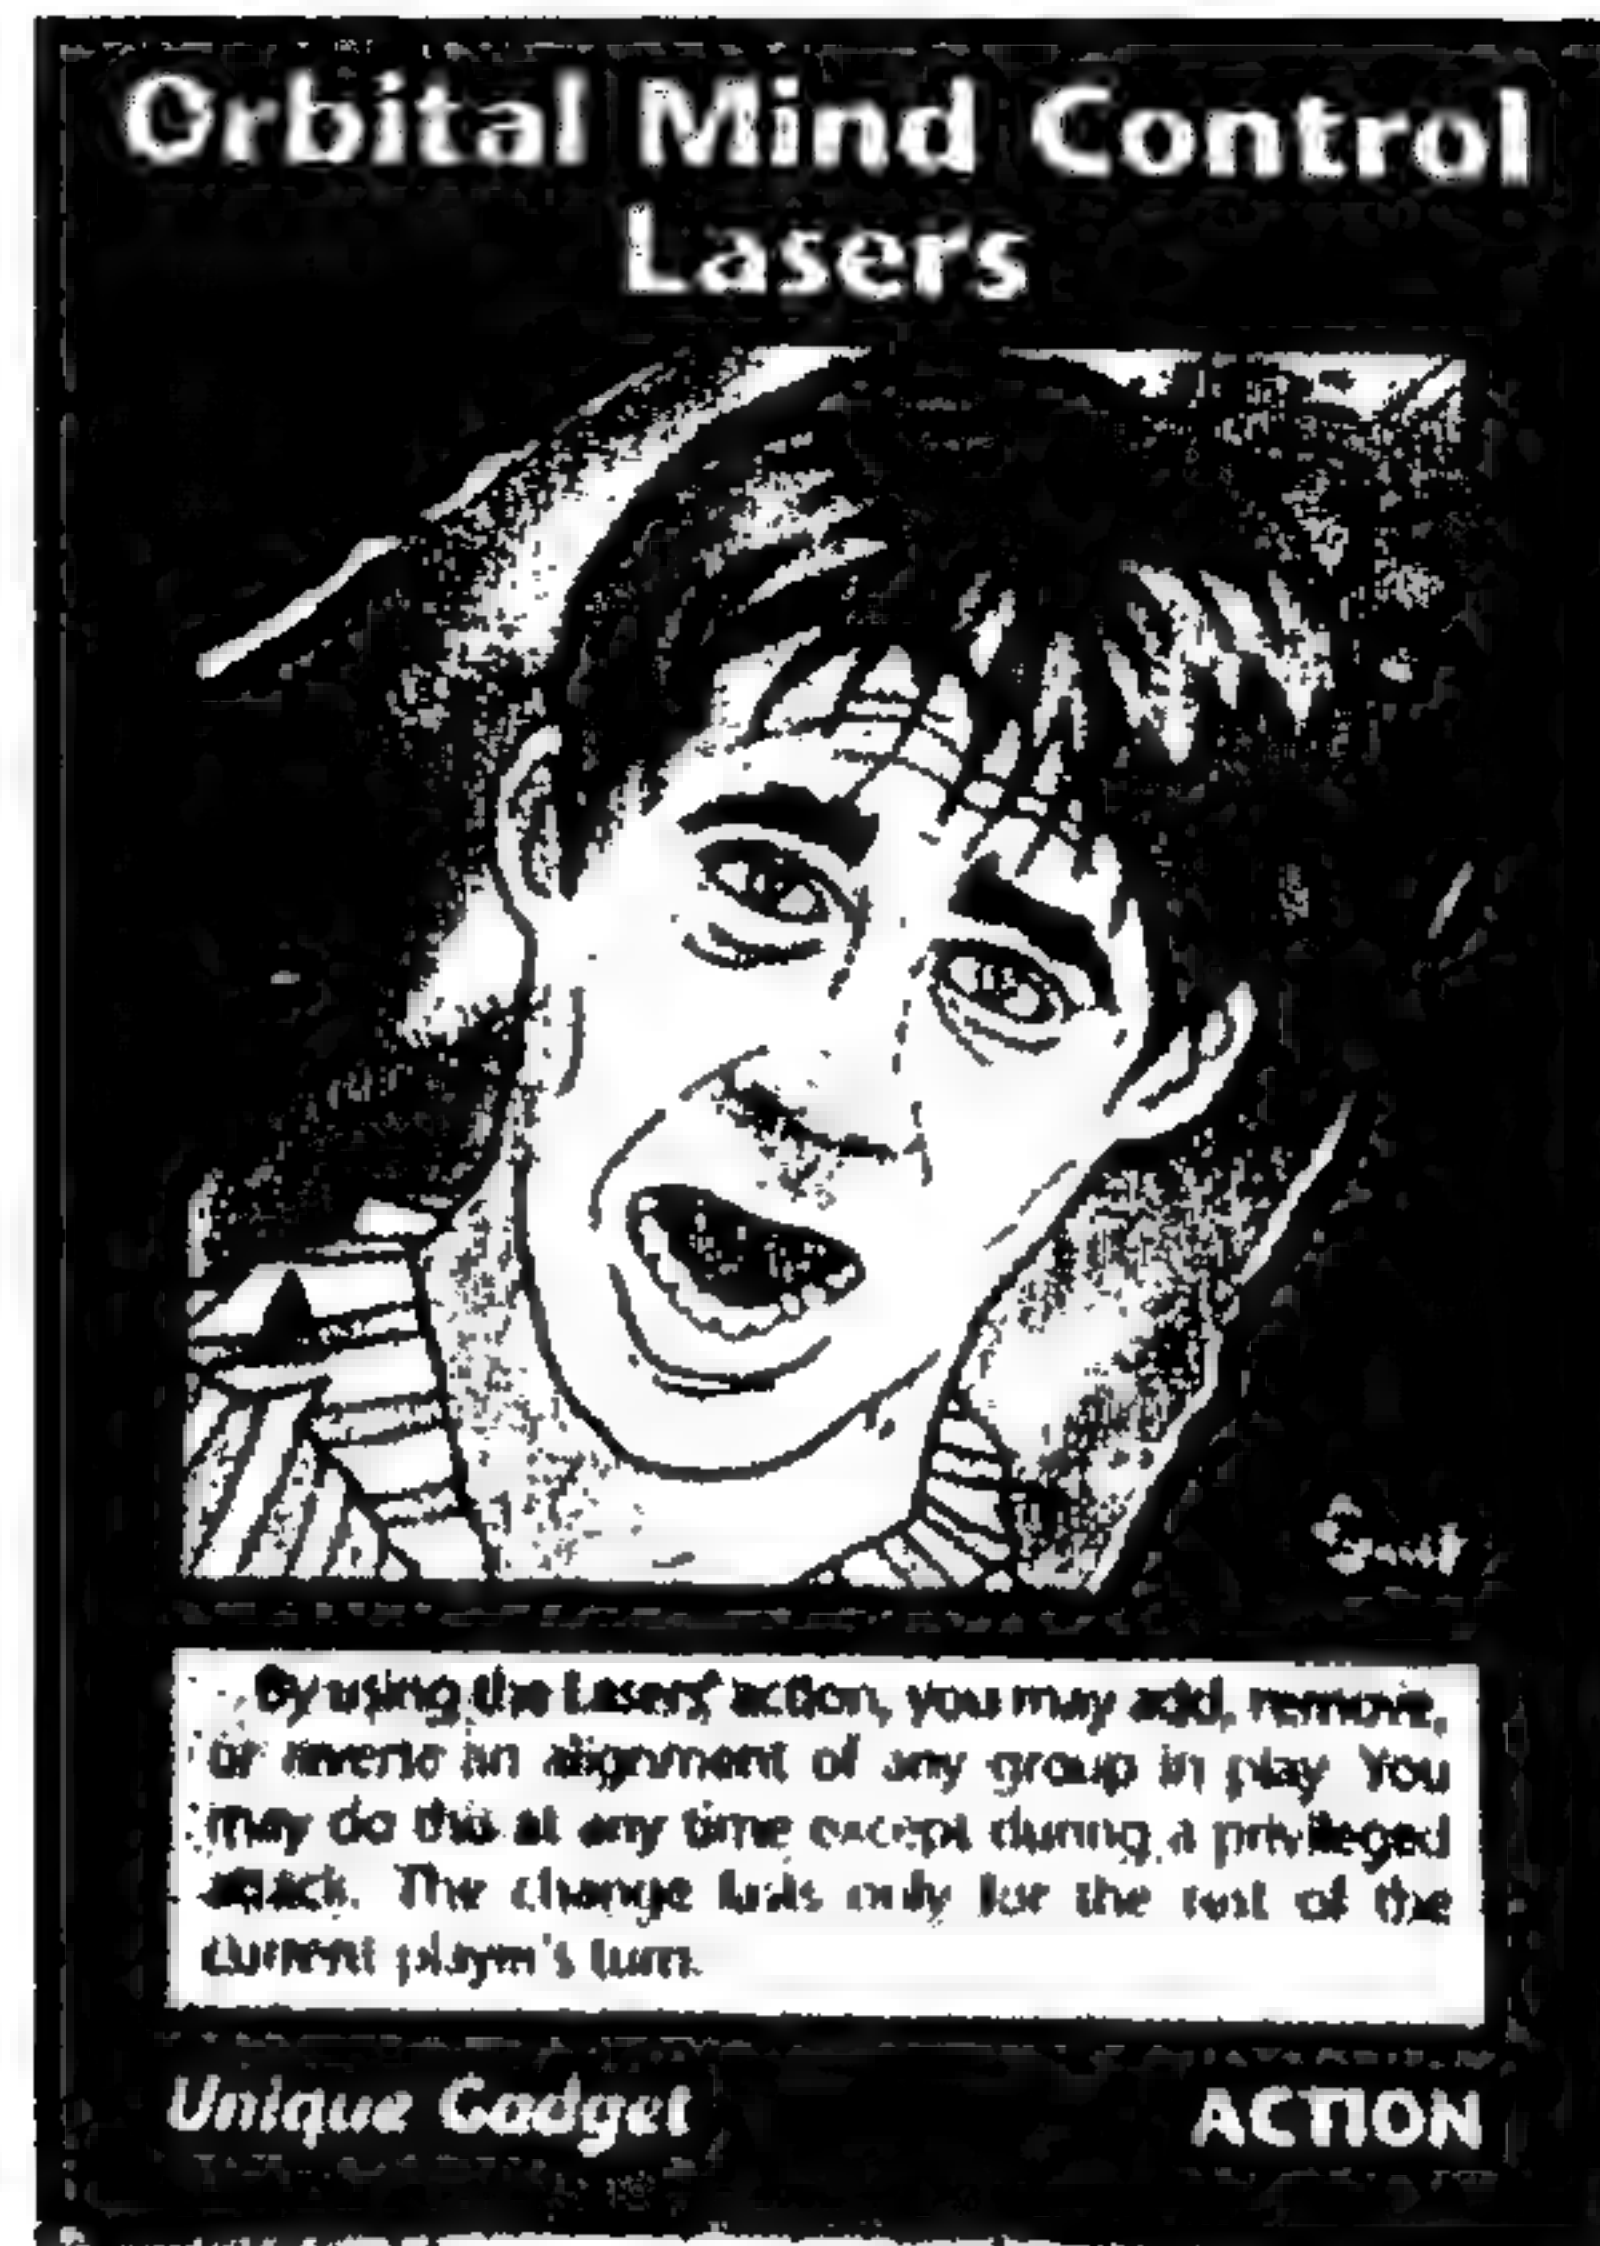 Orbital Mind Control
Lasers
By using the Lasers' action, you may add, remove,
or reverse an alignment of any group in play. You
may do this at any time except during a privileged
attack. The change lasts only for the rest of the
current player's turn.
Unique Gadget
ACTION